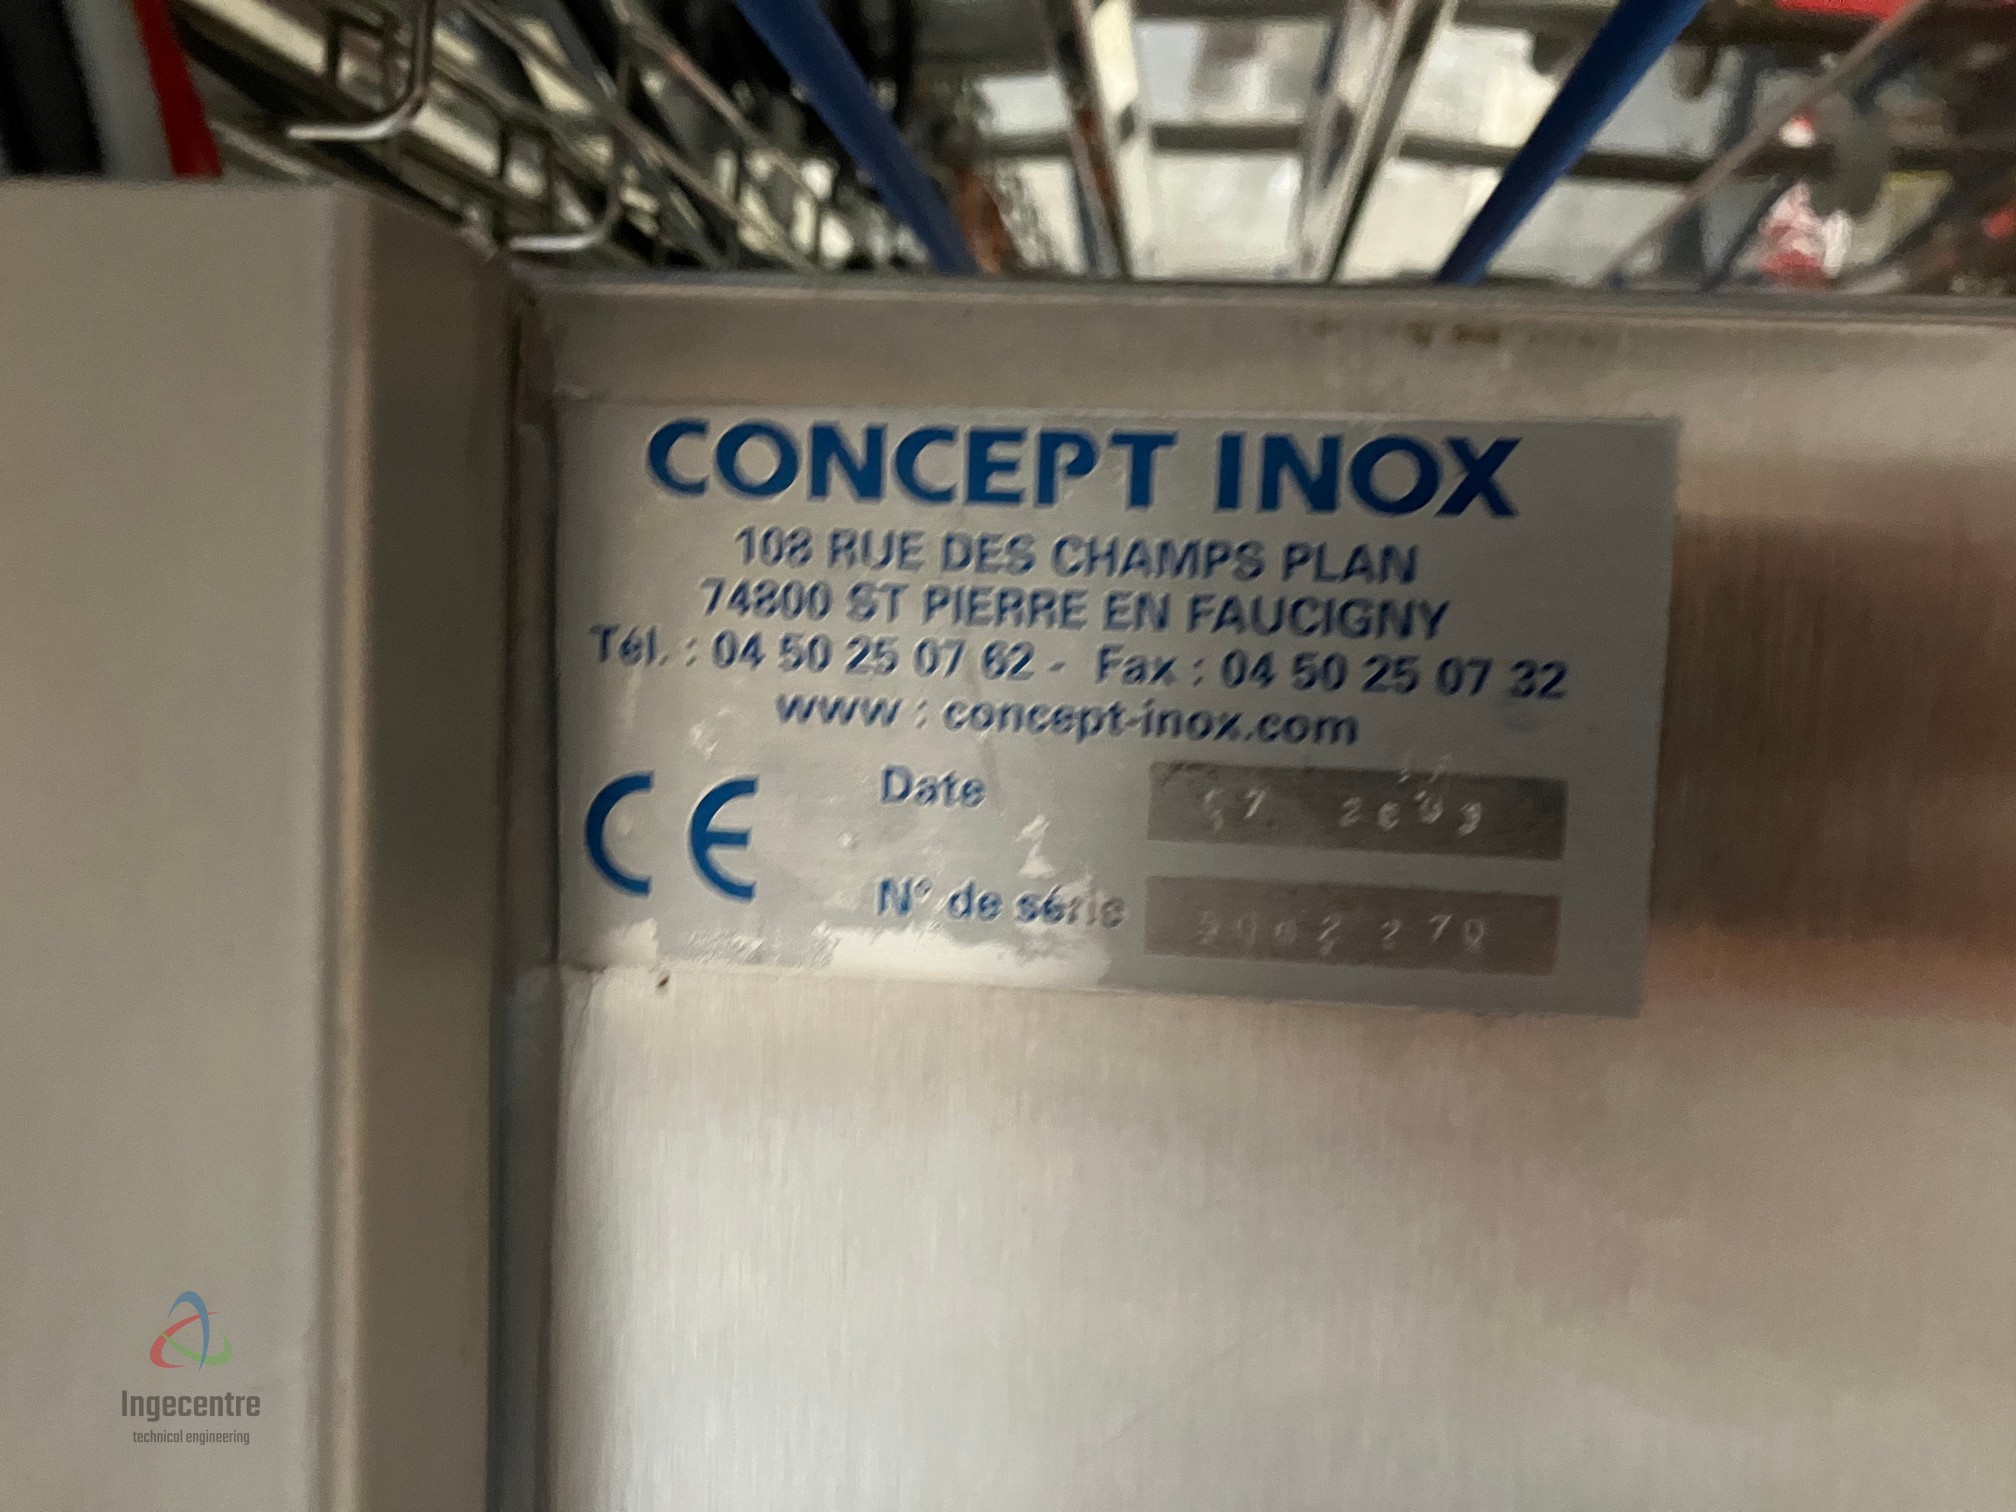 CONCEPT INOX
108 RUE DES CHAMPS PLAN
74800 ST PIERRE EN FAUCIGNY
Tél. : 04 50 25 07 62 - Fax : 04 50 25 07 32
www : concept-inox.com
CE
Date
1
N° de série
Ingecentre
technical engineering